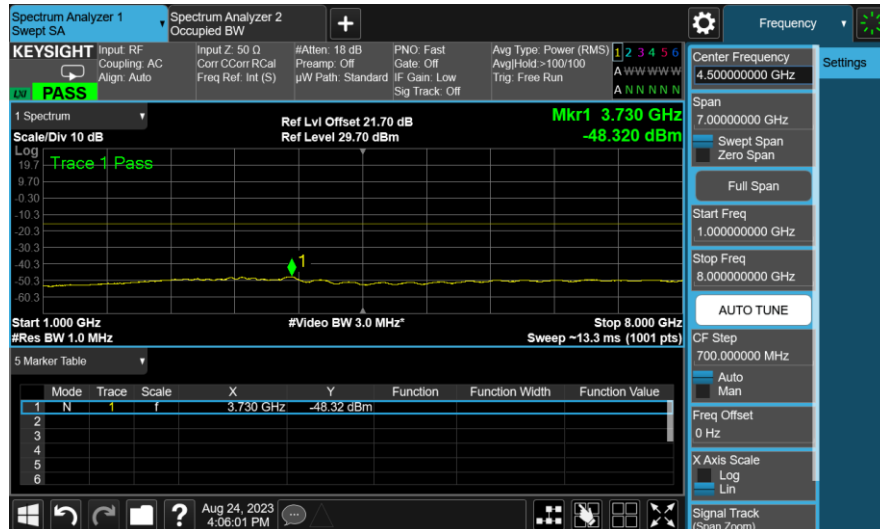 Spectrum Analyzer 1
Swept SA
Spectrum Analyzer 2
Occupied BW
+
Frequency
KEYSIGHT
Input: RF
Coupling: AC
Align: Auto
Input Z: 50 Ω
Corr CCorr RCal
Freq Ref: Int (S)
#Atten: 18 dB
Preamp: Off
µW Path: Standard
PNO: Fast
Gate: Off
IF Gain: Low
Sig Track: Off
Avg Type: Power (RMS)
Avg|Hold:>100/100
Trig: Free Run
1 2 3 4 5 6
A W W W W W
A N N N N N
LXI PASS
1 Spectrum
Scale/Div 10 dB
Ref Lvl Offset 21.70 dB
Ref Level 29.70 dBm
Mkr1 3.730 GHz
-48.320 dBm
Log
Trace 1 Pass
19.7
9.70
-0.30
-10.3
-20.3
-30.3
-40.3
-50.3
-60.3
1
Start 1.000 GHz
#Video BW 3.0 MHz*
Stop 8.000 GHz
#Res BW 1.0 MHz
Sweep ~13.3 ms (1001 pts)
5 Marker Table
Mode Trace Scale X Y Function Function Width Function Value
1 N 1 f 3.730 GHz -48.32 dBm
2
3
4
5
6
Center Frequency
4.500000000 GHz
Settings
Span
7.00000000 GHz
Swept Span
Zero Span
Full Span
Start Freq
1.000000000 GHz
Stop Freq
8.000000000 GHz
AUTO TUNE
CF Step
700.000000 MHz
Auto
Man
Freq Offset
0 Hz
X Axis Scale
Log
Lin
Signal Track
(Span Zoom)
?
Aug 24, 2023
4:06:01 PM